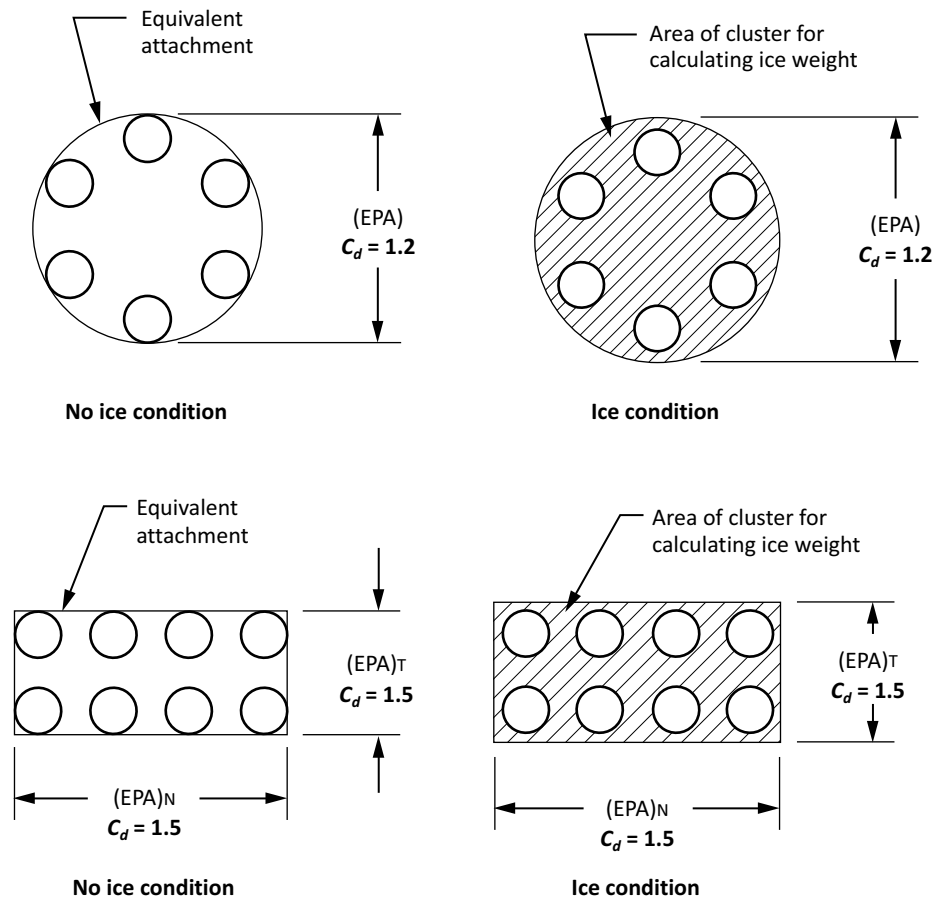 Equivalent
attachment
(EPA)
C_d = 1.2
No ice condition
Area of cluster for
calculating ice weight
(EPA)
C_d = 1.2
Ice condition
Equivalent
attachment
(EPA)T
C_d = 1.5
(EPA)N
C_d = 1.5
No ice condition
Area of cluster for
calculating ice weight
(EPA)T
C_d = 1.5
(EPA)N
C_d = 1.5
Ice condition